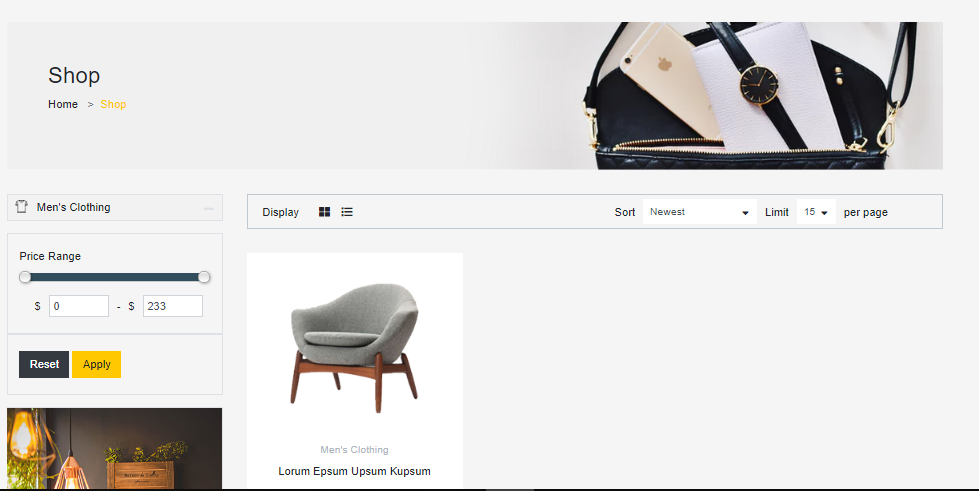 Shop
Home > Shop
Men's Clothing
Display
Sort Newest Limit 15 per page
Price Range
$ 0 - $ 233
Reset Apply
Men's Clothing
Lorum Epsum Upsum Kupsum